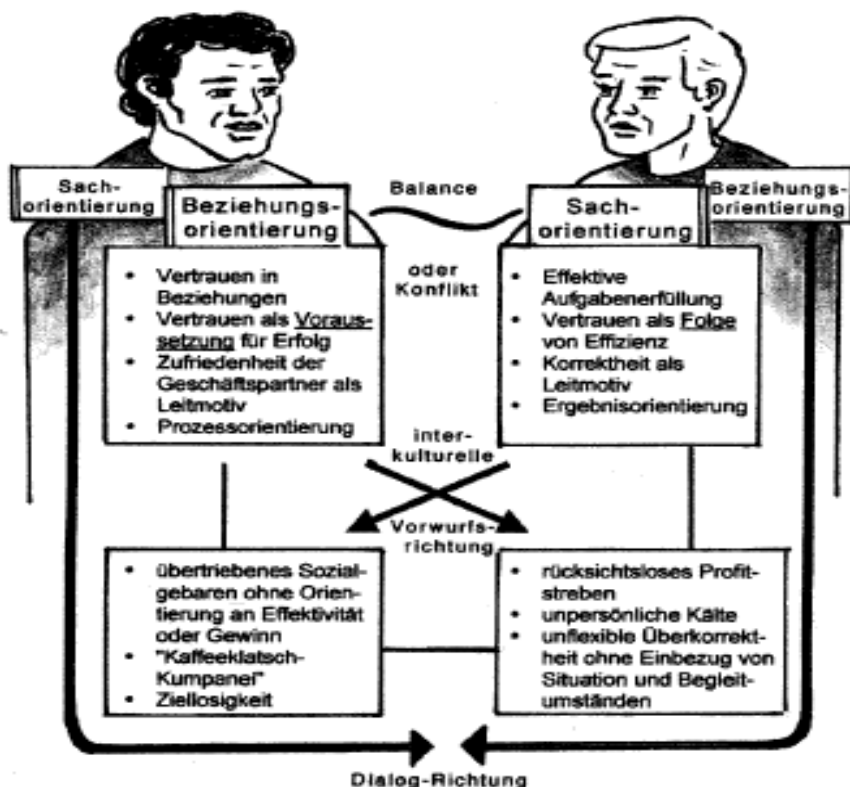 Sach-
orientierung
Beziehungs-
orientierung
Balance
Sach-
orientierung
Beziehungs-
orientierung
oder
Konflikt
• Vertrauen in
Beziehungen
• Vertrauen als Voraus-
setzung für Erfolg
• Zufriedenheit der
Geschäftspartner als
Leitmotiv
• Prozessorientierung
• Effektive
Aufgabenerfüllung
• Vertrauen als Folge
von Effizienz
• Korrektheit als
Leitmotiv
• Ergebnisorientierung
inter-
kulturelle
Vorwurfs-
richtung
• übertriebenes Sozial-
gebaren ohne Orien-
tierung an Effektivität
oder Gewinn
• "Kaffeeklatsch-
Kumpanei"
• Ziellosigkeit
• rücksichtsloses Profit-
streben
• unpersönliche Kälte
• unflexible Überkorrekt-
heit ohne Einbezug von
Situation und Begleit-
umständen
Dialog-Richtung